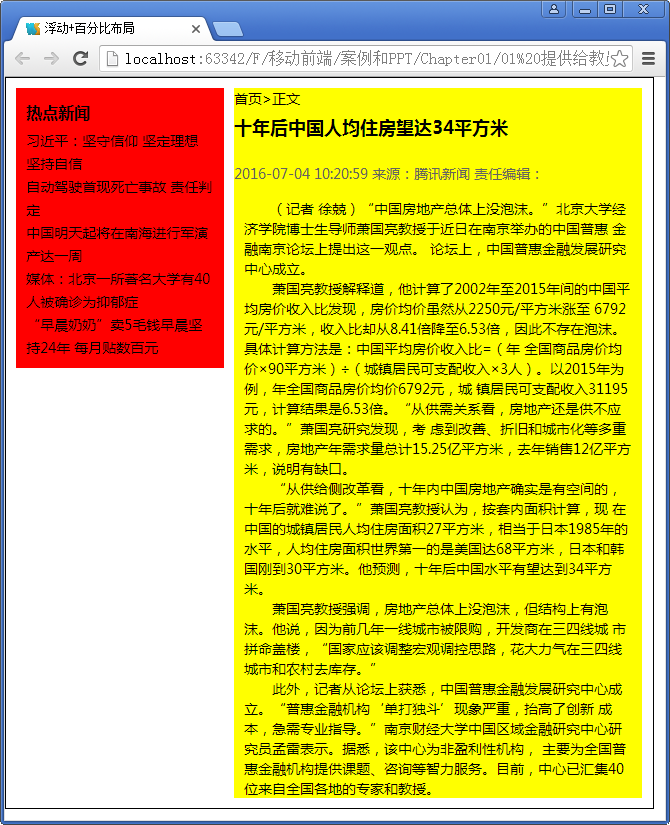 浮动+百分比布局
localhost:63342/F/移动前端/案例和PPT/Chapter01/01%20提供给教
热点新闻
习近平：坚守信仰 坚定理想
坚持自信
自动驾驶首现死亡事故 责任判
定
中国明天起将在南海进行军演
产达一周
媒体：北京一所著名大学有40
人被确诊为抑郁症
“早晨奶奶”卖5毛钱早晨坚
持24年 每月贴数百元
首页>正文
十年后中国人均住房望达34平方米
2016-07-04 10:20:59 来源：腾讯新闻 责任编辑：
（记者 徐兢）“中国房地产总体上没泡沫。”北京大学经
济学院博士生导师萧国亮教授于近日在南京举办的中国普惠 金
融南京论坛上提出这一观点。 论坛上，中国普惠金融发展研究
中心成立。
萧国亮教授解释道，他计算了2002年至2015年间的中国平
均房价收入比发现，房价均价虽然从2250元/平方米涨至 6792
元/平方米，收入比却从8.41倍降至6.53倍，因此不存在泡沫。
具体计算方法是：中国平均房价收入比=（年 全国商品房价均
价×90平方米）÷（城镇居民可支配收入×3人）。以2015年为
例，年全国商品房价均价6792元，城 镇居民可支配收入31195
元，计算结果是6.53倍。“从供需关系看，房地产还是供不应
求的。”萧国亮研究发现，考 虑到改善、折旧和城市化等多重
需求，房地产年需求量总计15.25亿平方米，去年销售12亿平方
米，说明有缺口。
“从供给侧改革看，十年内中国房地产确实是有空间的，
十年后就难说了。”萧国亮教授认为，按套内面积计算，现 在
中国的城镇居民人均住房面积27平方米，相当于日本1985年的
水平，人均住房面积世界第一的是美国达68平方米，日本和韩
国刚到30平方米。他预测，十年后中国水平有望达到34平方
米。
萧国亮教授强调，房地产总体上没泡沫，但结构上有泡
沫。他说，因为前几年一线城市被限购，开发商在三四线城 市
拼命盖楼，“国家应该调整宏观调控思路，花大力气在三四线
城市和农村去库存。”
此外，记者从论坛上获悉，中国普惠金融发展研究中心成
立。“普惠金融机构‘单打独斗’现象严重，抬高了创新 成
本，急需专业指导。”南京财经大学中国区域金融研究中心研
究员孟雷表示。据悉，该中心为非盈利性机构， 主要为全国普
惠金融机构提供课题、咨询等智力服务。目前，中心已汇集40
位来自全国各地的专家和教授。